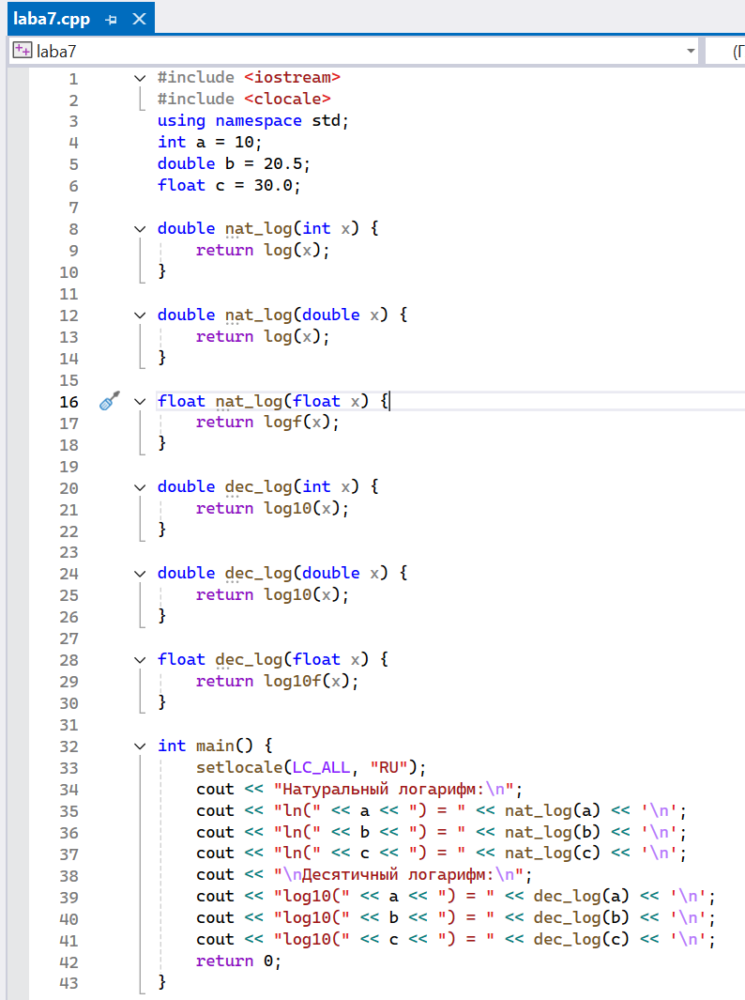 laba7.cpp
laba7
1 #include <iostream>
2 #include <clocale>
3 using namespace std;
4 int a = 10;
5 double b = 20.5;
6 float c = 30.0;
7
8 double nat_log(int x) {
9     return log(x);
10 }
11
12 double nat_log(double x) {
13     return log(x);
14 }
15
16 float nat_log(float x) {
17     return logf(x);
18 }
19
20 double dec_log(int x) {
21     return log10(x);
22 }
23
24 double dec_log(double x) {
25     return log10(x);
26 }
27
28 float dec_log(float x) {
29     return log10f(x);
30 }
31
32 int main() {
33     setlocale(LC_ALL, "RU");
34     cout << "Натуральный логарифм:\n";
35     cout << "ln(" << a << ") = " << nat_log(a) << '\n';
36     cout << "ln(" << b << ") = " << nat_log(b) << '\n';
37     cout << "ln(" << c << ") = " << nat_log(c) << '\n';
38     cout << "\nДесятичный логарифм:\n";
39     cout << "log10(" << a << ") = " << dec_log(a) << '\n';
40     cout << "log10(" << b << ") = " << dec_log(b) << '\n';
41     cout << "log10(" << c << ") = " << dec_log(c) << '\n';
42     return 0;
43 }